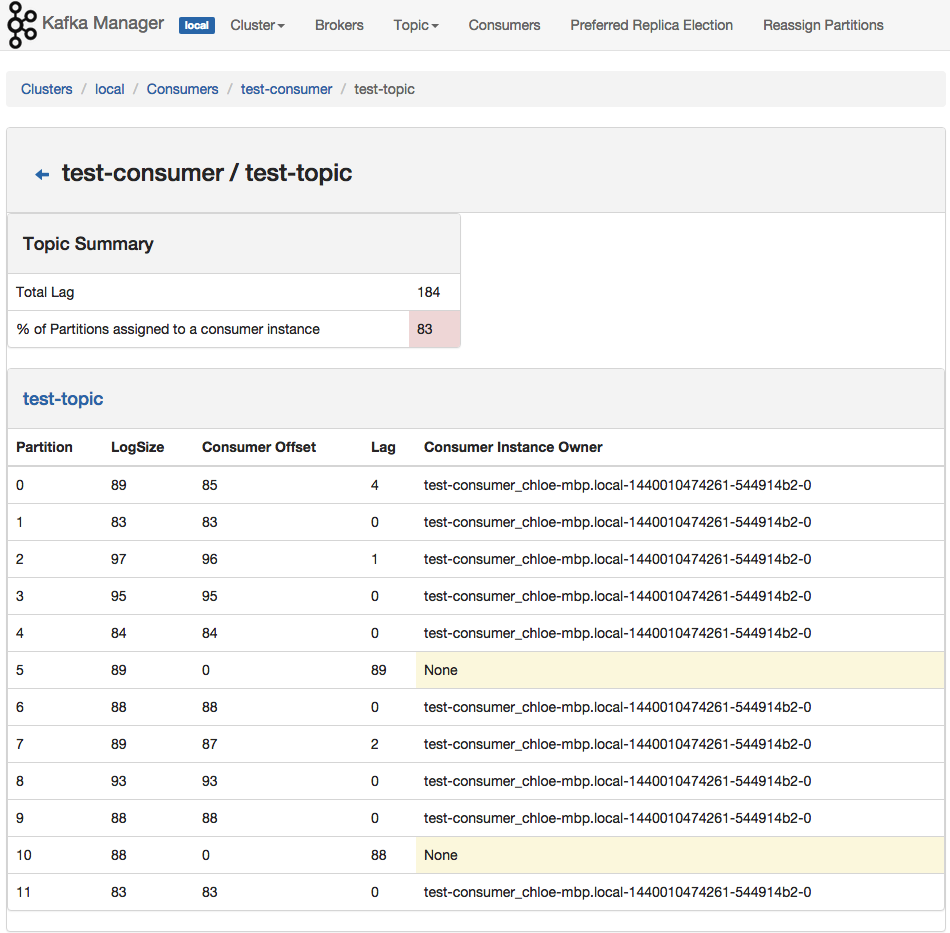 Kafka Manager local Cluster Brokers Topic Consumers Preferred Replica Election Reassign Partitions
Clusters / local / Consumers / test-consumer / test-topic
test-consumer / test-topic
Topic Summary
Total Lag 184
% of Partitions assigned to a consumer instance 83
test-topic
Partition LogSize Consumer Offset Lag Consumer Instance Owner
0 89 85 4 test-consumer_chloe-mbp.local-1440010474261-544914b2-0
1 83 83 0 test-consumer_chloe-mbp.local-1440010474261-544914b2-0
2 97 96 1 test-consumer_chloe-mbp.local-1440010474261-544914b2-0
3 95 95 0 test-consumer_chloe-mbp.local-1440010474261-544914b2-0
4 84 84 0 test-consumer_chloe-mbp.local-1440010474261-544914b2-0
5 89 0 89 None
6 88 88 0 test-consumer_chloe-mbp.local-1440010474261-544914b2-0
7 89 87 2 test-consumer_chloe-mbp.local-1440010474261-544914b2-0
8 93 93 0 test-consumer_chloe-mbp.local-1440010474261-544914b2-0
9 88 88 0 test-consumer_chloe-mbp.local-1440010474261-544914b2-0
10 88 0 88 None
11 83 83 0 test-consumer_chloe-mbp.local-1440010474261-544914b2-0